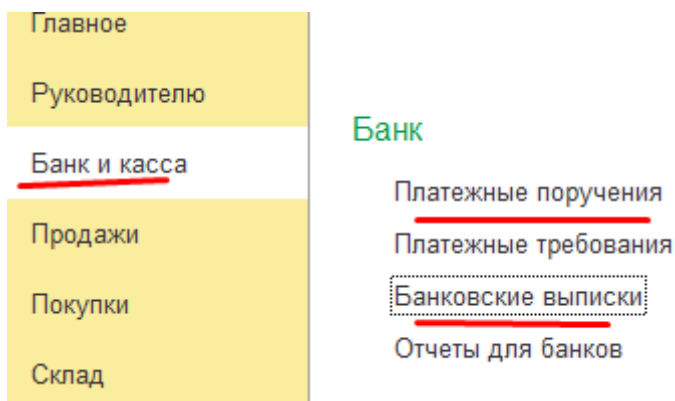 Главное
Руководителю
Банк и касса
Продажи
Покупки
Склад
Банк
Платежные поручения
Платежные требования
Банковские выписки
Отчеты для банков